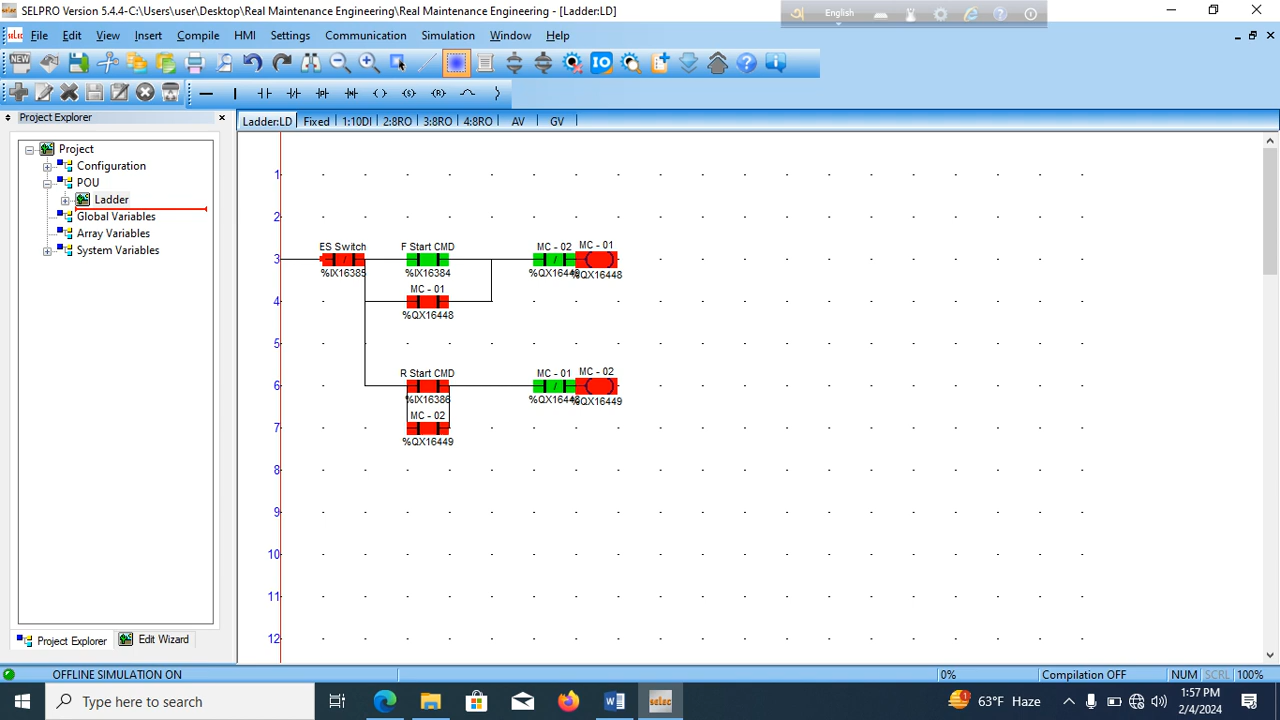 SELPRO Version 5.4.4-C:\Users\user\Desktop\Real Maintenance Engineering\Real Maintenance Engineering - [Ladder:LD]
English
File Edit View Insert Compile HMI Settings Communication Simulation Window Help
NEW IO
Project Explorer
Ladder:LD Fixed 1:10DI 2:8RO 3:8RO 4:8RO AV GV
Project
Configuration
POU
Ladder
Global Variables
Array Variables
System Variables
1
2
ES Switch F Start CMD MC - 02 MC - 01
3
%IX16385 %IX16384 %QX16448
MC - 01
4
%QX16448
5
R Start CMD MC - 01 MC - 02
6
%IX16386 %QX16449
MC - 02
7
%QX16449
8
9
10
11
12
Project Explorer Edit Wizard
OFFLINE SIMULATION ON 0% Compilation OFF NUM SCRL 100%
Type here to search
selec
1 63°F Haze
1:57 PM
2/4/2024